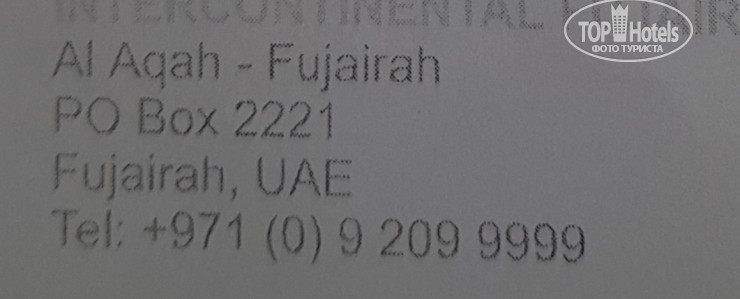 INTERCONTINENTAL FUJAIR
Al Aqah - Fujairah
PO Box 2221
Fujairah, UAE
Tel: +971 (0) 9 209 9999
TOP Hotels
ФОТО ТУРИСТА